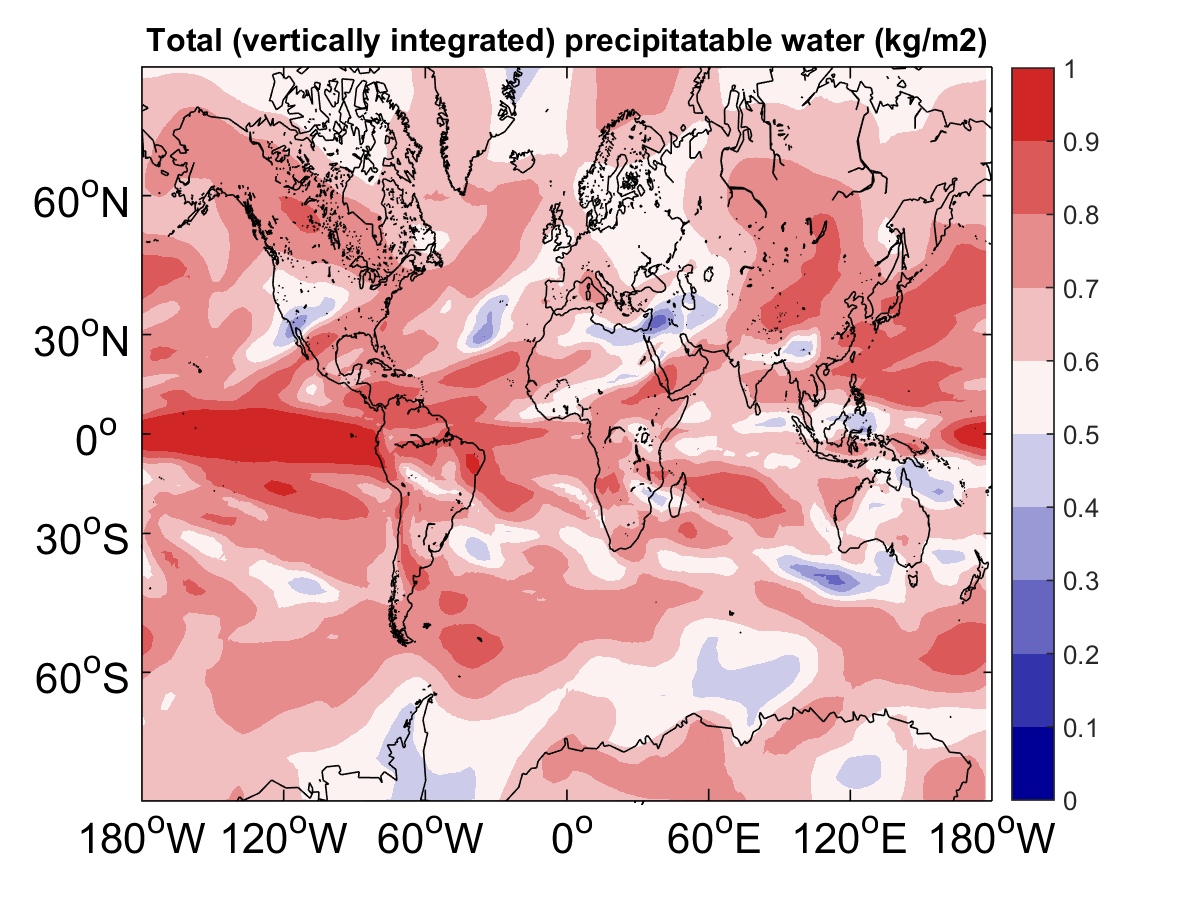 Total (vertically integrated) precipitatable water (kg/m2)
60°N
30°N
0°
30°S
60°S
180°W 120°W 60°W 0° 60°E 120°E 180°W
1
0.9
0.8
0.7
0.6
0.5
0.4
0.3
0.2
0.1
0